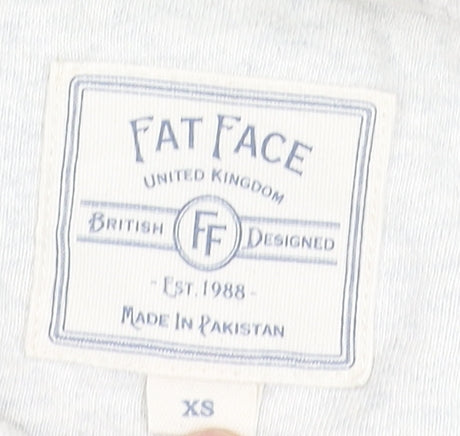 FAT FACE
UNITED KINGDOM
BRITISH FF DESIGNED
- EST. 1988 -
MADE IN PAKISTAN
XS